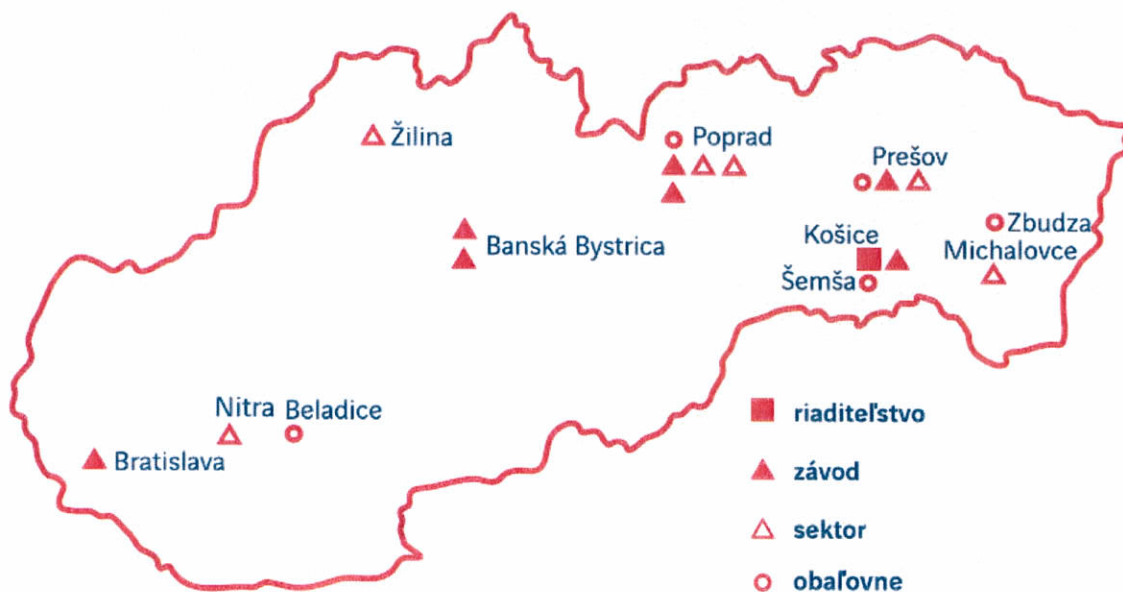 Žilina
Poprad
Prešov
Zbudza
Košice
Michalovce
Banská Bystrica
Šemša
Nitra
Beladice
Bratislava
riaditeľstvo
závod
sektor
obaľovne